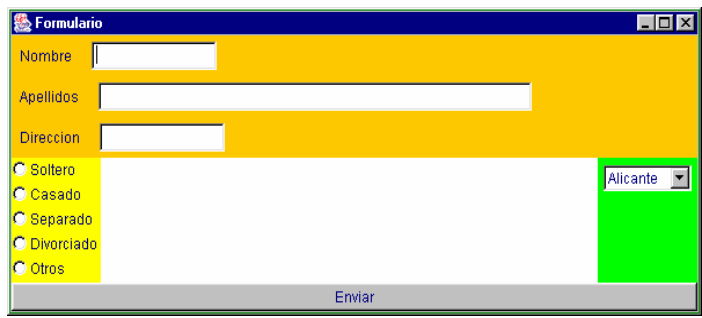 Formulario
Nombre
Apellidos
Direccion
Soltero
Alicante
Casado
Separado
Divorciado
Otros
Enviar